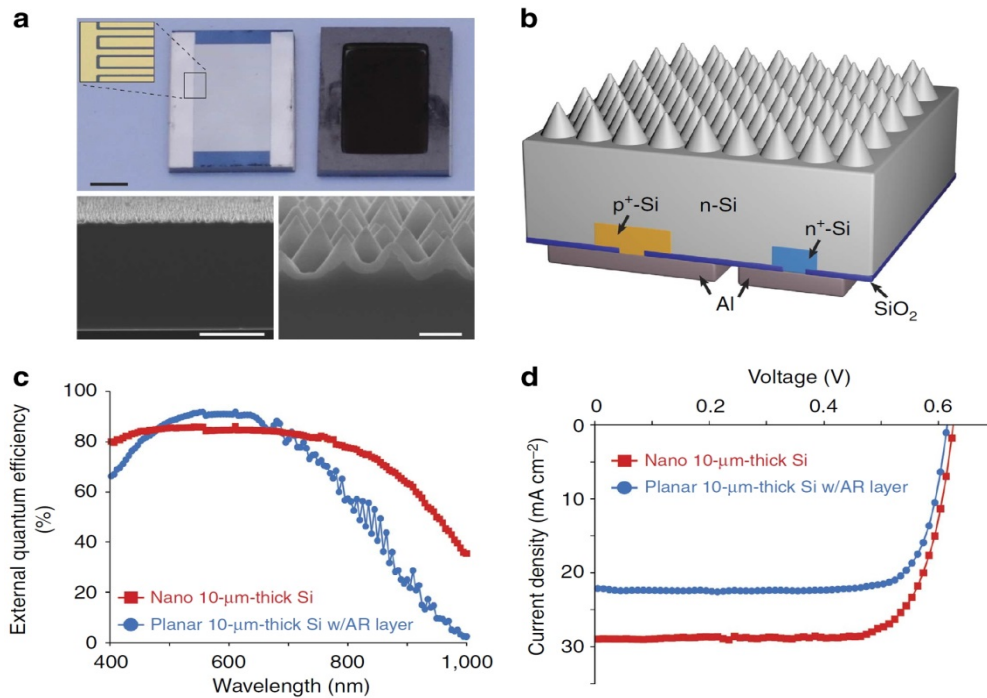 a
b
p⁺-Si
n-Si
n⁺-Si
Al
SiO₂
c
External quantum efficiency
(%)
100
80
60
40
20
0
Nano 10-μm-thick Si
Planar 10-μm-thick Si w/AR layer
400
600
800
1,000
Wavelength (nm)
d
Voltage (V)
0
0.2
0.4
0.6
0
10
20
30
Current density (mA cm⁻²)
Nano 10-μm-thick Si
Planar 10-μm-thick Si w/AR layer